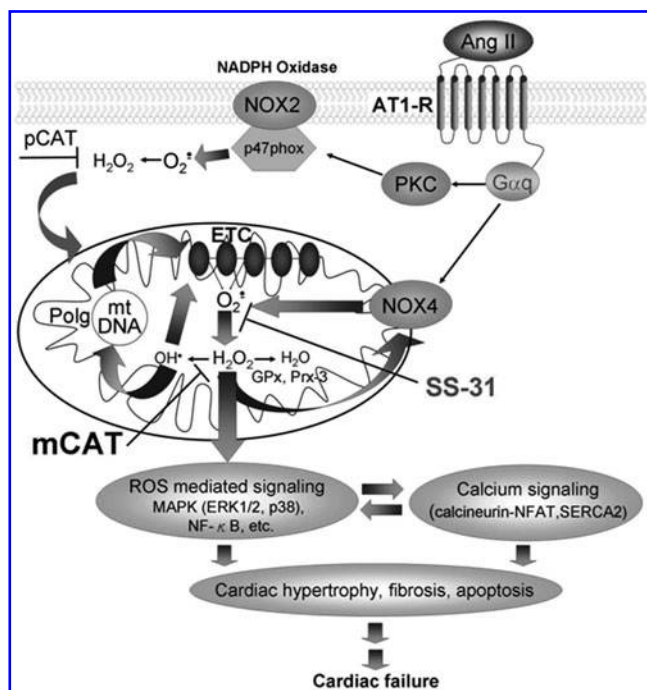 Ang II
NADPH Oxidase
NOX2
AT1-R
p47phox
pCAT
H₂O₂
O₂•̄
PKC
Gαq
ETC
Polg
mt
DNA
O₂•̄
NOX4
OH•
H₂O₂
H₂O
GPx, Prx-3
SS-31
mCAT
ROS mediated signaling
MAPK (ERK1/2, p38),
NF-κ B, etc.
Calcium signaling
(calcineurin-NFAT,SERCA2)
Cardiac hypertrophy, fibrosis, apoptosis
Cardiac failure